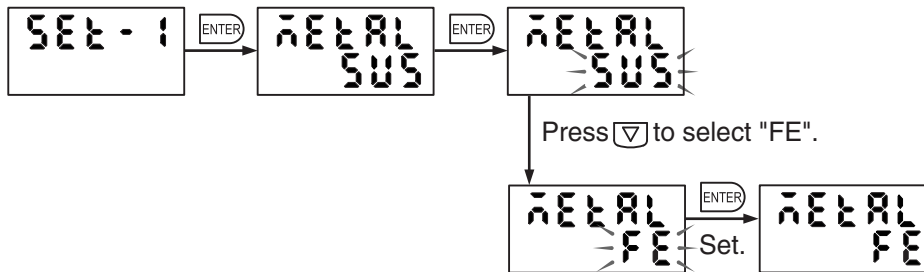 SEt-1
ENTER
METAL
SUS
ENTER
METAL
SUS
Press ▽ to select "FE".
METAL
FE
ENTER
Set.
METAL
FE